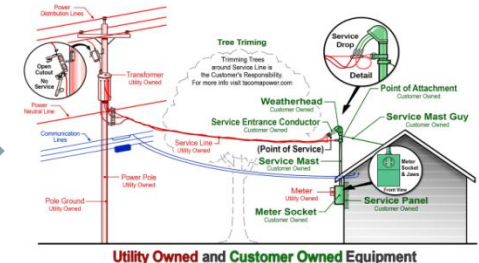 Power
Distribution Lines
Open
Cutout
No
Service
Transformer
Utility Owned
Power
Neutral Line
Communication
Lines
Service Line
Utility Owned
Power Pole
Utility Owned
Pole Ground
Utility Owned
Tree Triming
Trimming Trees
around Service Line is
the Customer's Responsibility.
For more info visit tacomapower.com
Service
Drop
Detail
Weatherhead
Customer Owned
Service Entrance Conductor
Customer Owned
(Point of Service)
Service Mast
Customer Owned
Point of Attachment
Customer Owned
Service Mast Guy
Customer Owned
Meter
Socket
& Jaws
Front View
Meter
Utility Owned
Meter Socket
Customer Owned
Service Panel
Customer Owned
Utility Owned and Customer Owned Equipment